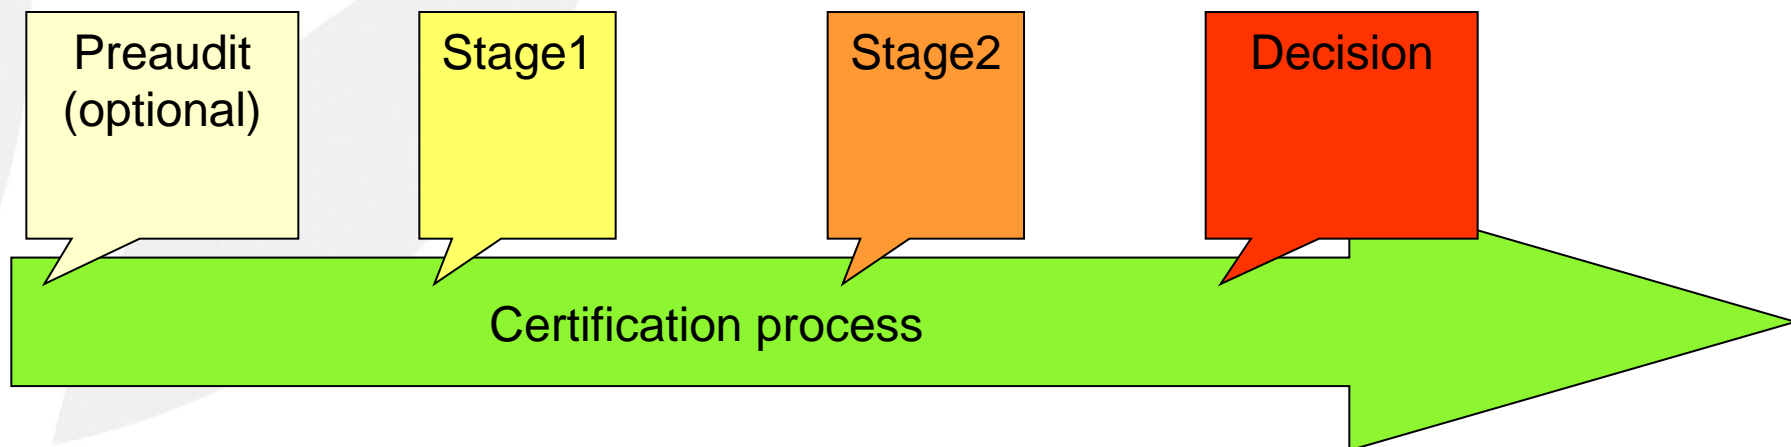 Preaudit
(optional)
Stage1
Stage2
Decision
Certification process